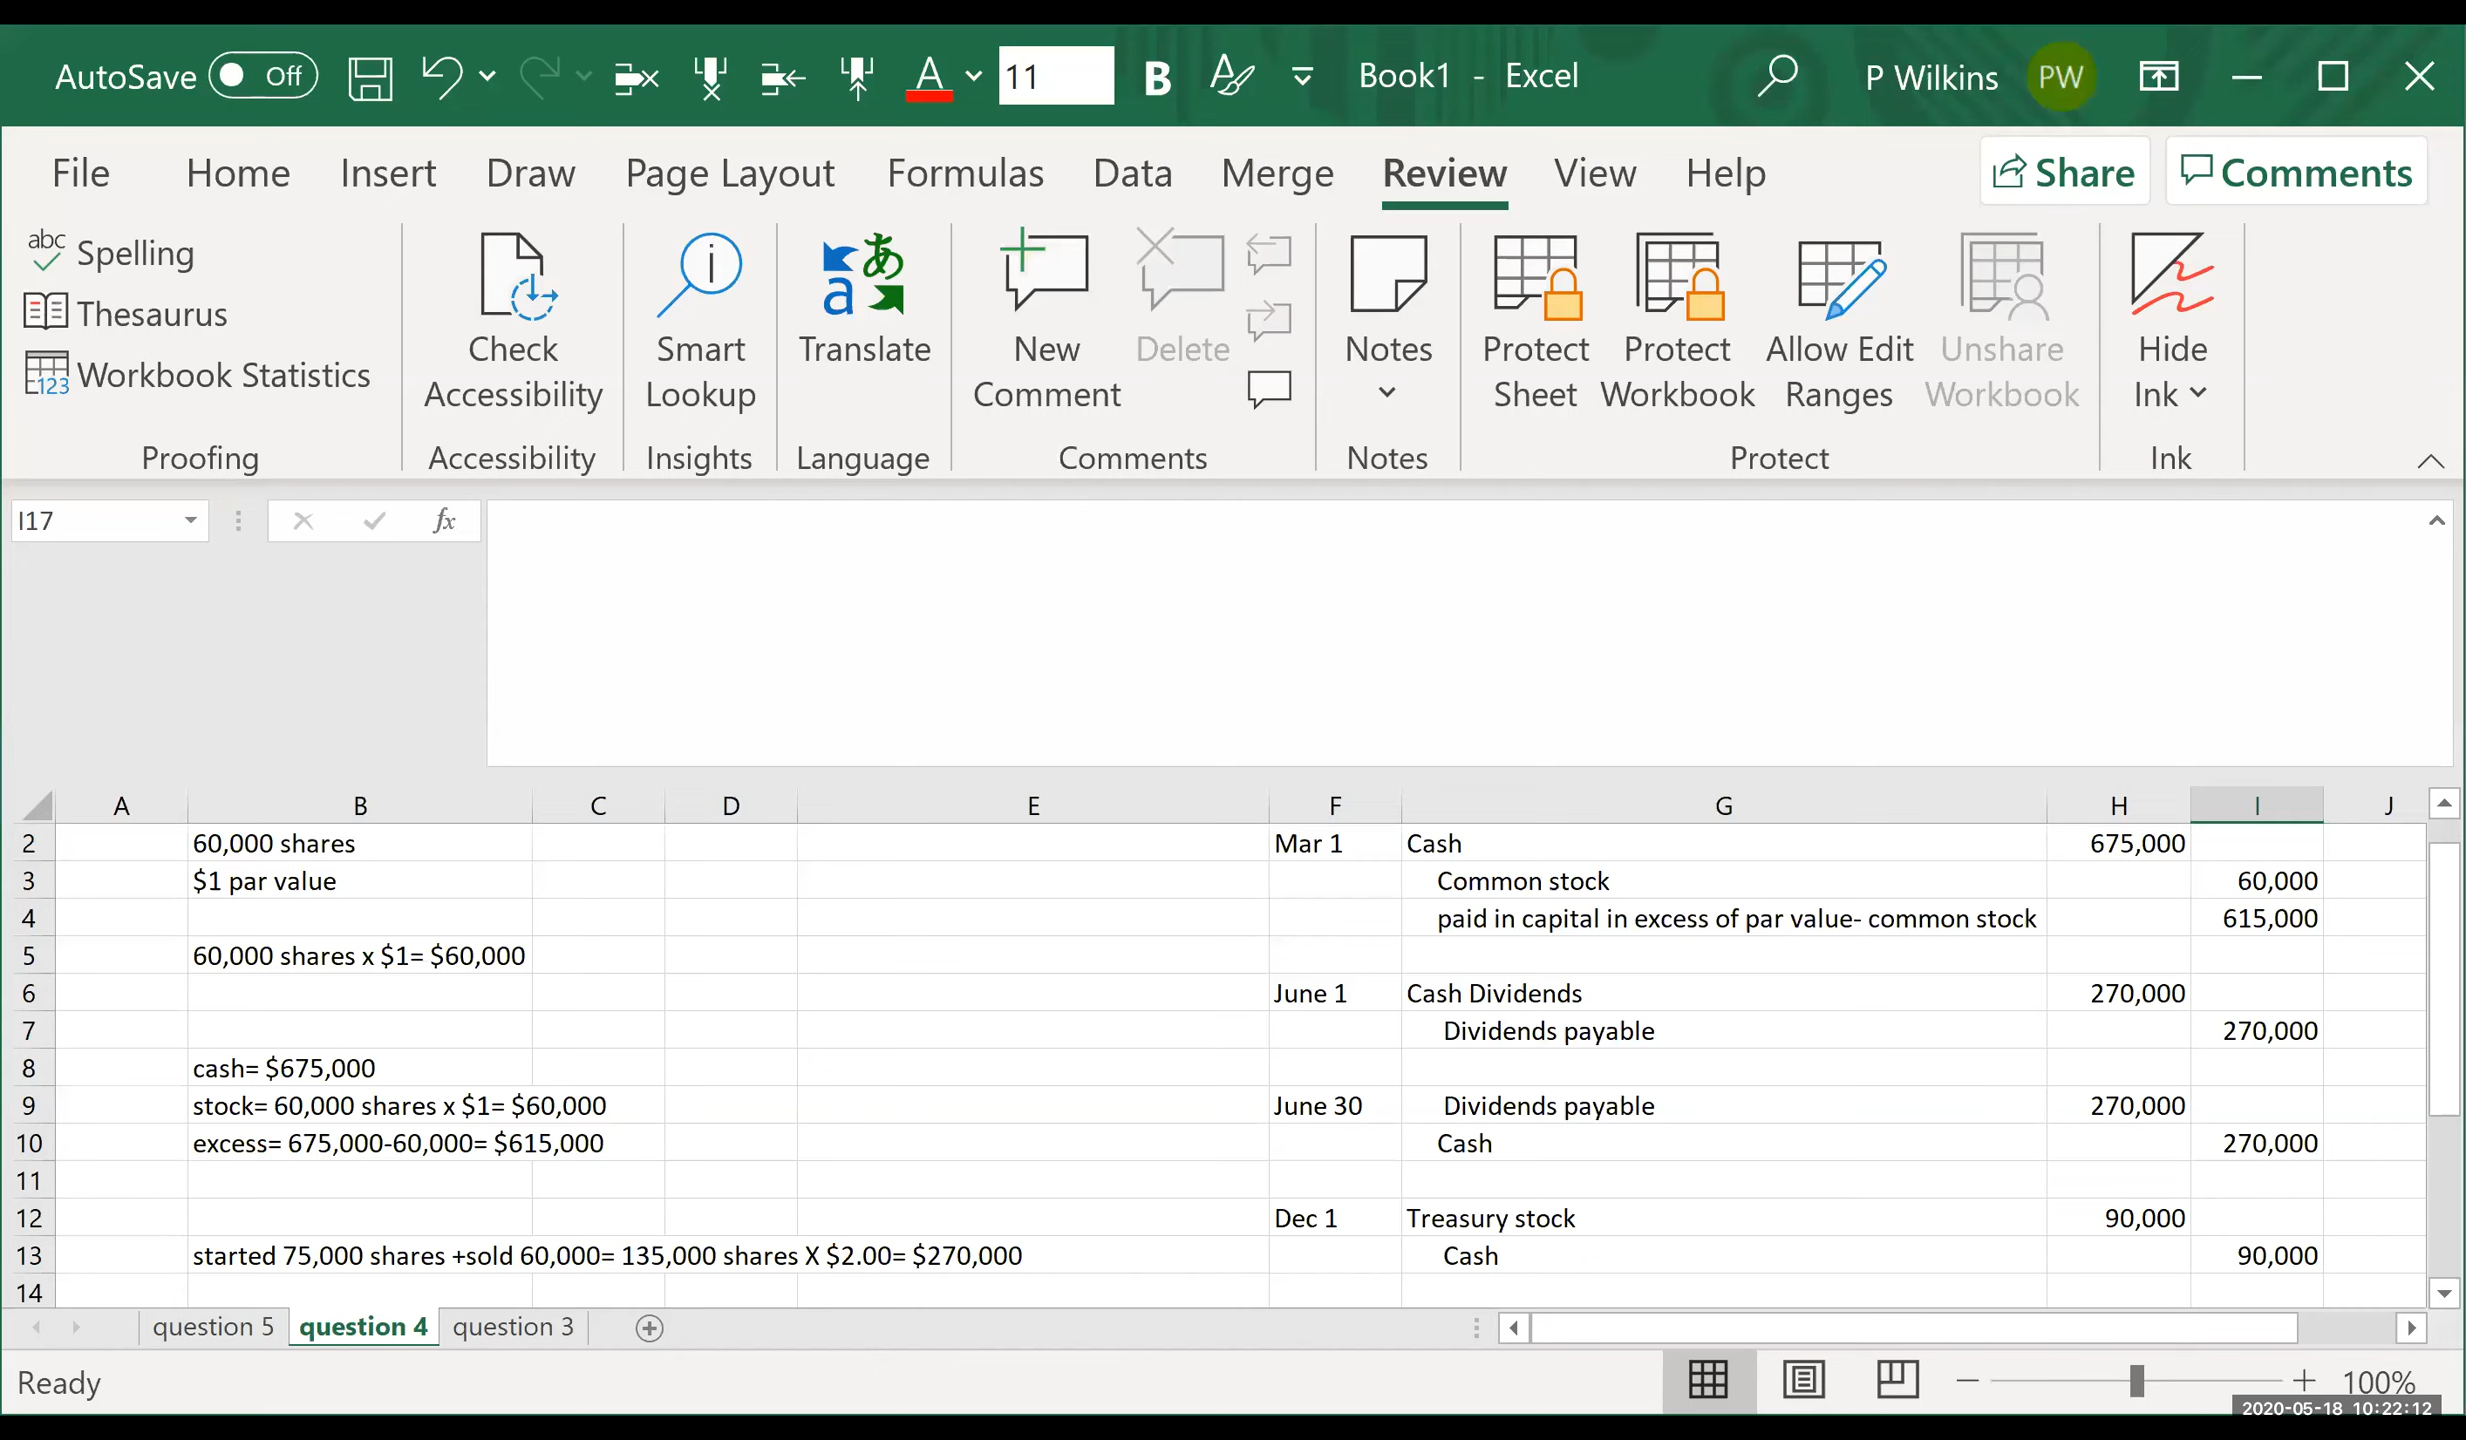 AutoSave Off 11 B Book1 - Excel P Wilkins PW
File Home Insert Draw Page Layout Formulas Data Merge Review View Help Share Comments
abc Spelling
Thesaurus
123 Workbook Statistics
Proofing
Check Accessibility
Accessibility
Smart Lookup
Insights
Translate
Language
New Comment
Delete
Comments
Notes
Notes
Protect Sheet
Protect Workbook
Allow Edit Ranges
Unshare Workbook
Protect
Hide Ink
Ink
I17 fx
A B C D E F G H I J
2 60,000 shares Mar 1 Cash 675,000
3 $1 par value Common stock 60,000
4 paid in capital in excess of par value- common stock 615,000
5 60,000 shares x $1= $60,000
6 June 1 Cash Dividends 270,000
7 Dividends payable 270,000
8 cash= $675,000
9 stock= 60,000 shares x $1= $60,000 June 30 Dividends payable 270,000
10 excess= 675,000-60,000= $615,000 Cash 270,000
11
12 Dec 1 Treasury stock 90,000
13 started 75,000 shares +sold 60,000= 135,000 shares X $2.00= $270,000 Cash 90,000
14
question 5 question 4 question 3
Ready 100%
2020-05-18 10:22:12